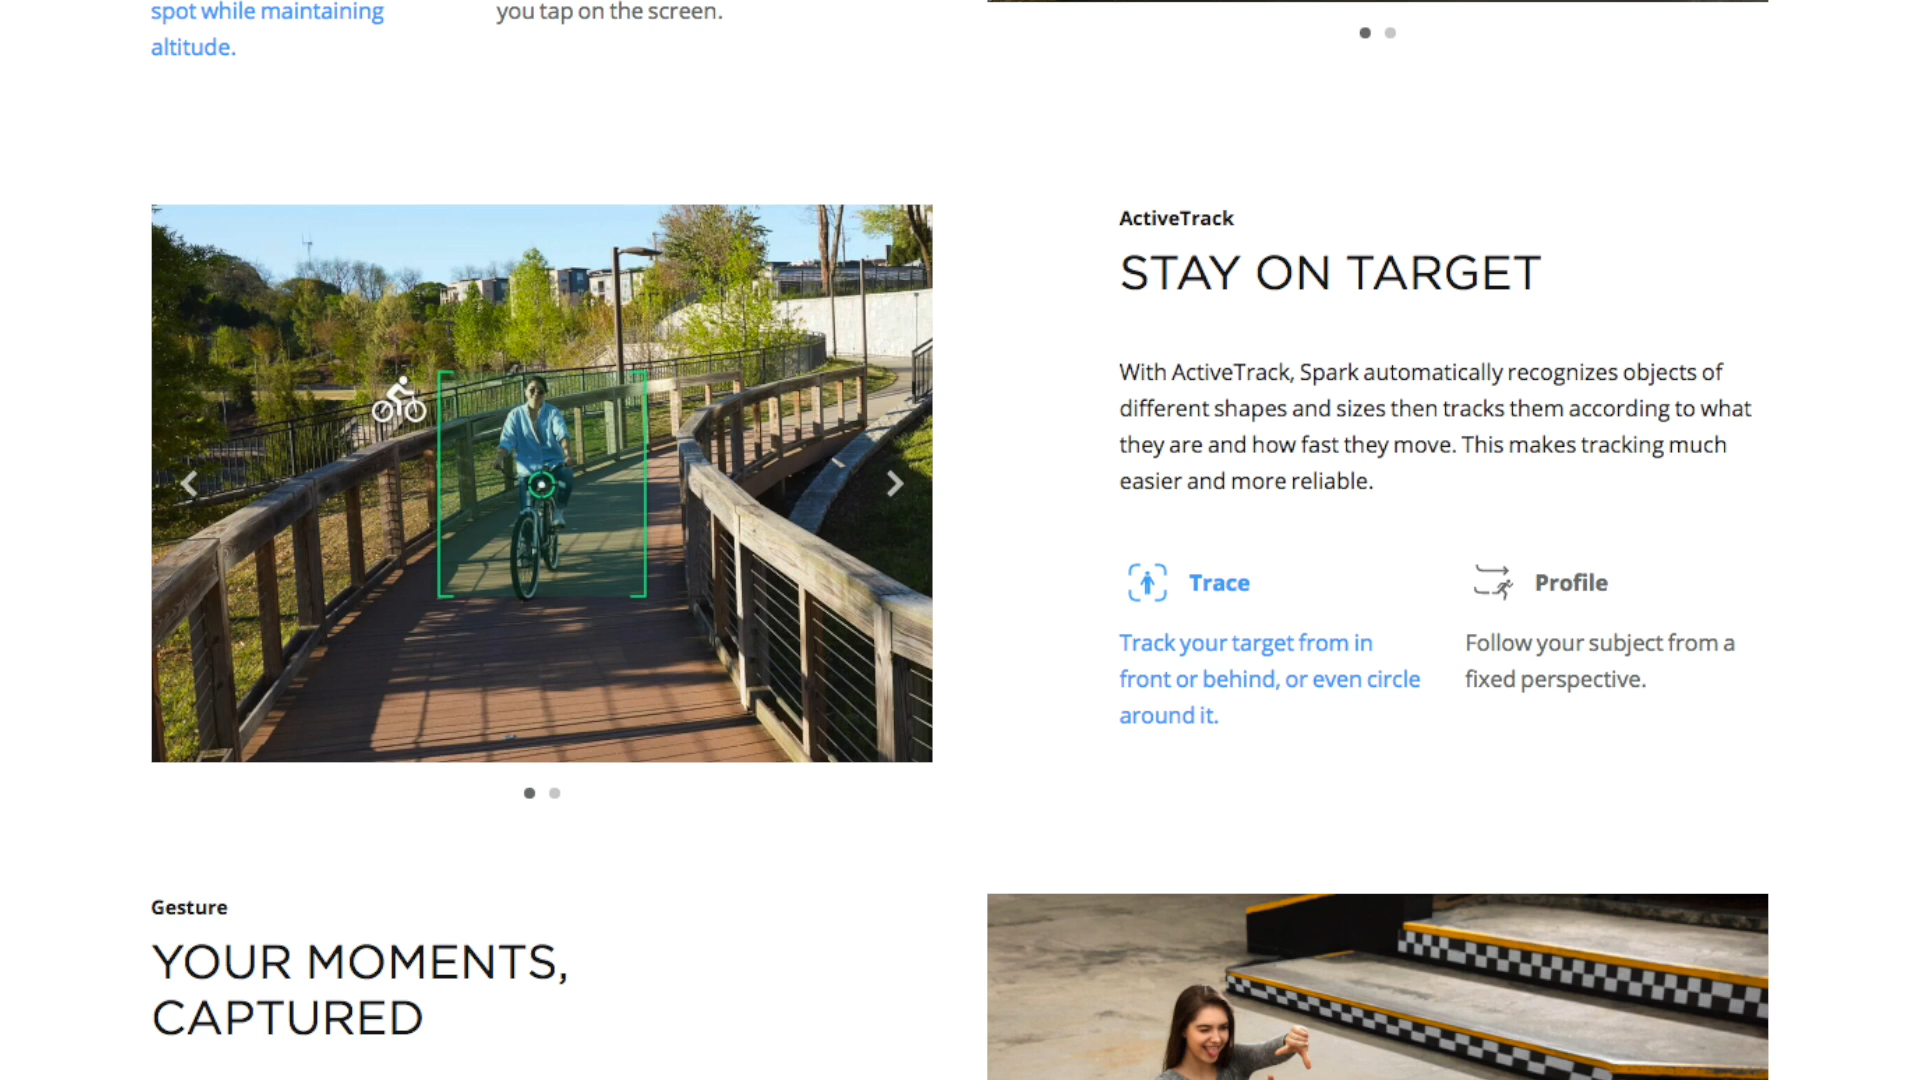 spot while maintaining
altitude.
you tap on the screen.
ActiveTrack
STAY ON TARGET
With ActiveTrack, Spark automatically recognizes objects of
different shapes and sizes then tracks them according to what
they are and how fast they move. This makes tracking much
easier and more reliable.
Trace
Track your target from in
front or behind, or even circle
around it.
Profile
Follow your subject from a
fixed perspective.
Gesture
YOUR MOMENTS,
CAPTURED